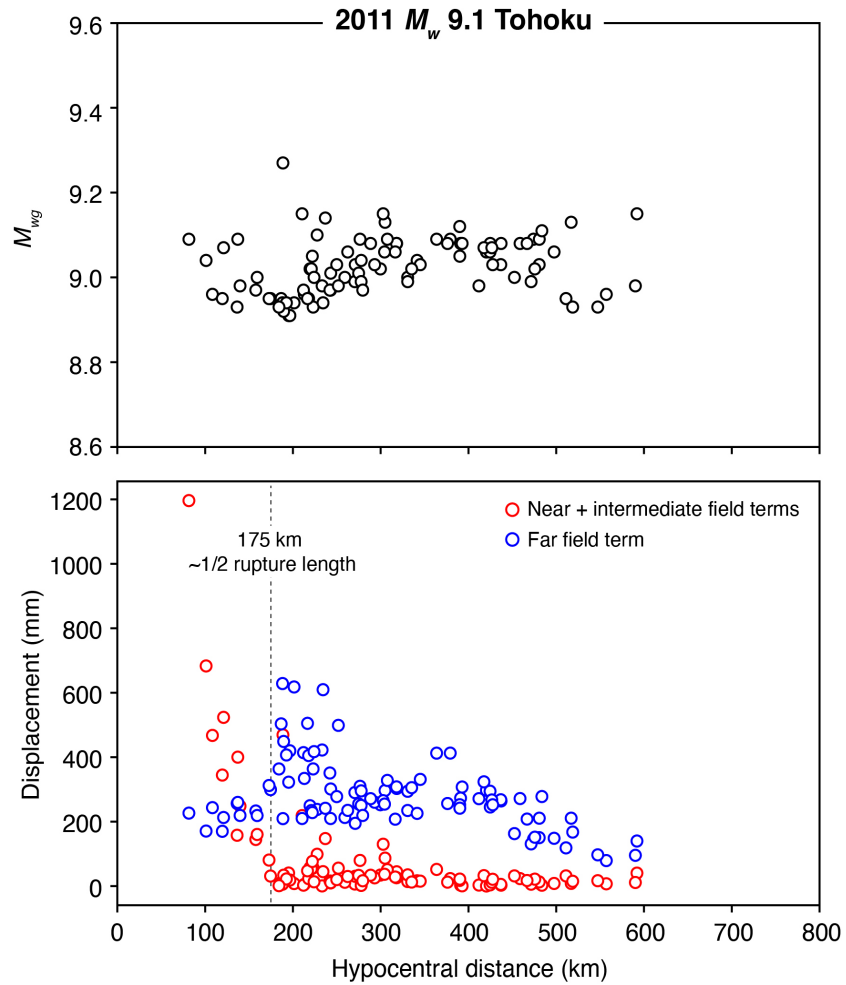 2011 Mw 9.1 Tohoku
9.6
9.4
9.2
9.0
8.8
8.6
Mwg
1200
1000
800
600
400
200
0
Displacement (mm)
175 km
~1/2 rupture length
Near + intermediate field terms
Far field term
0 100 200 300 400 500 600 700 800
Hypocentral distance (km)